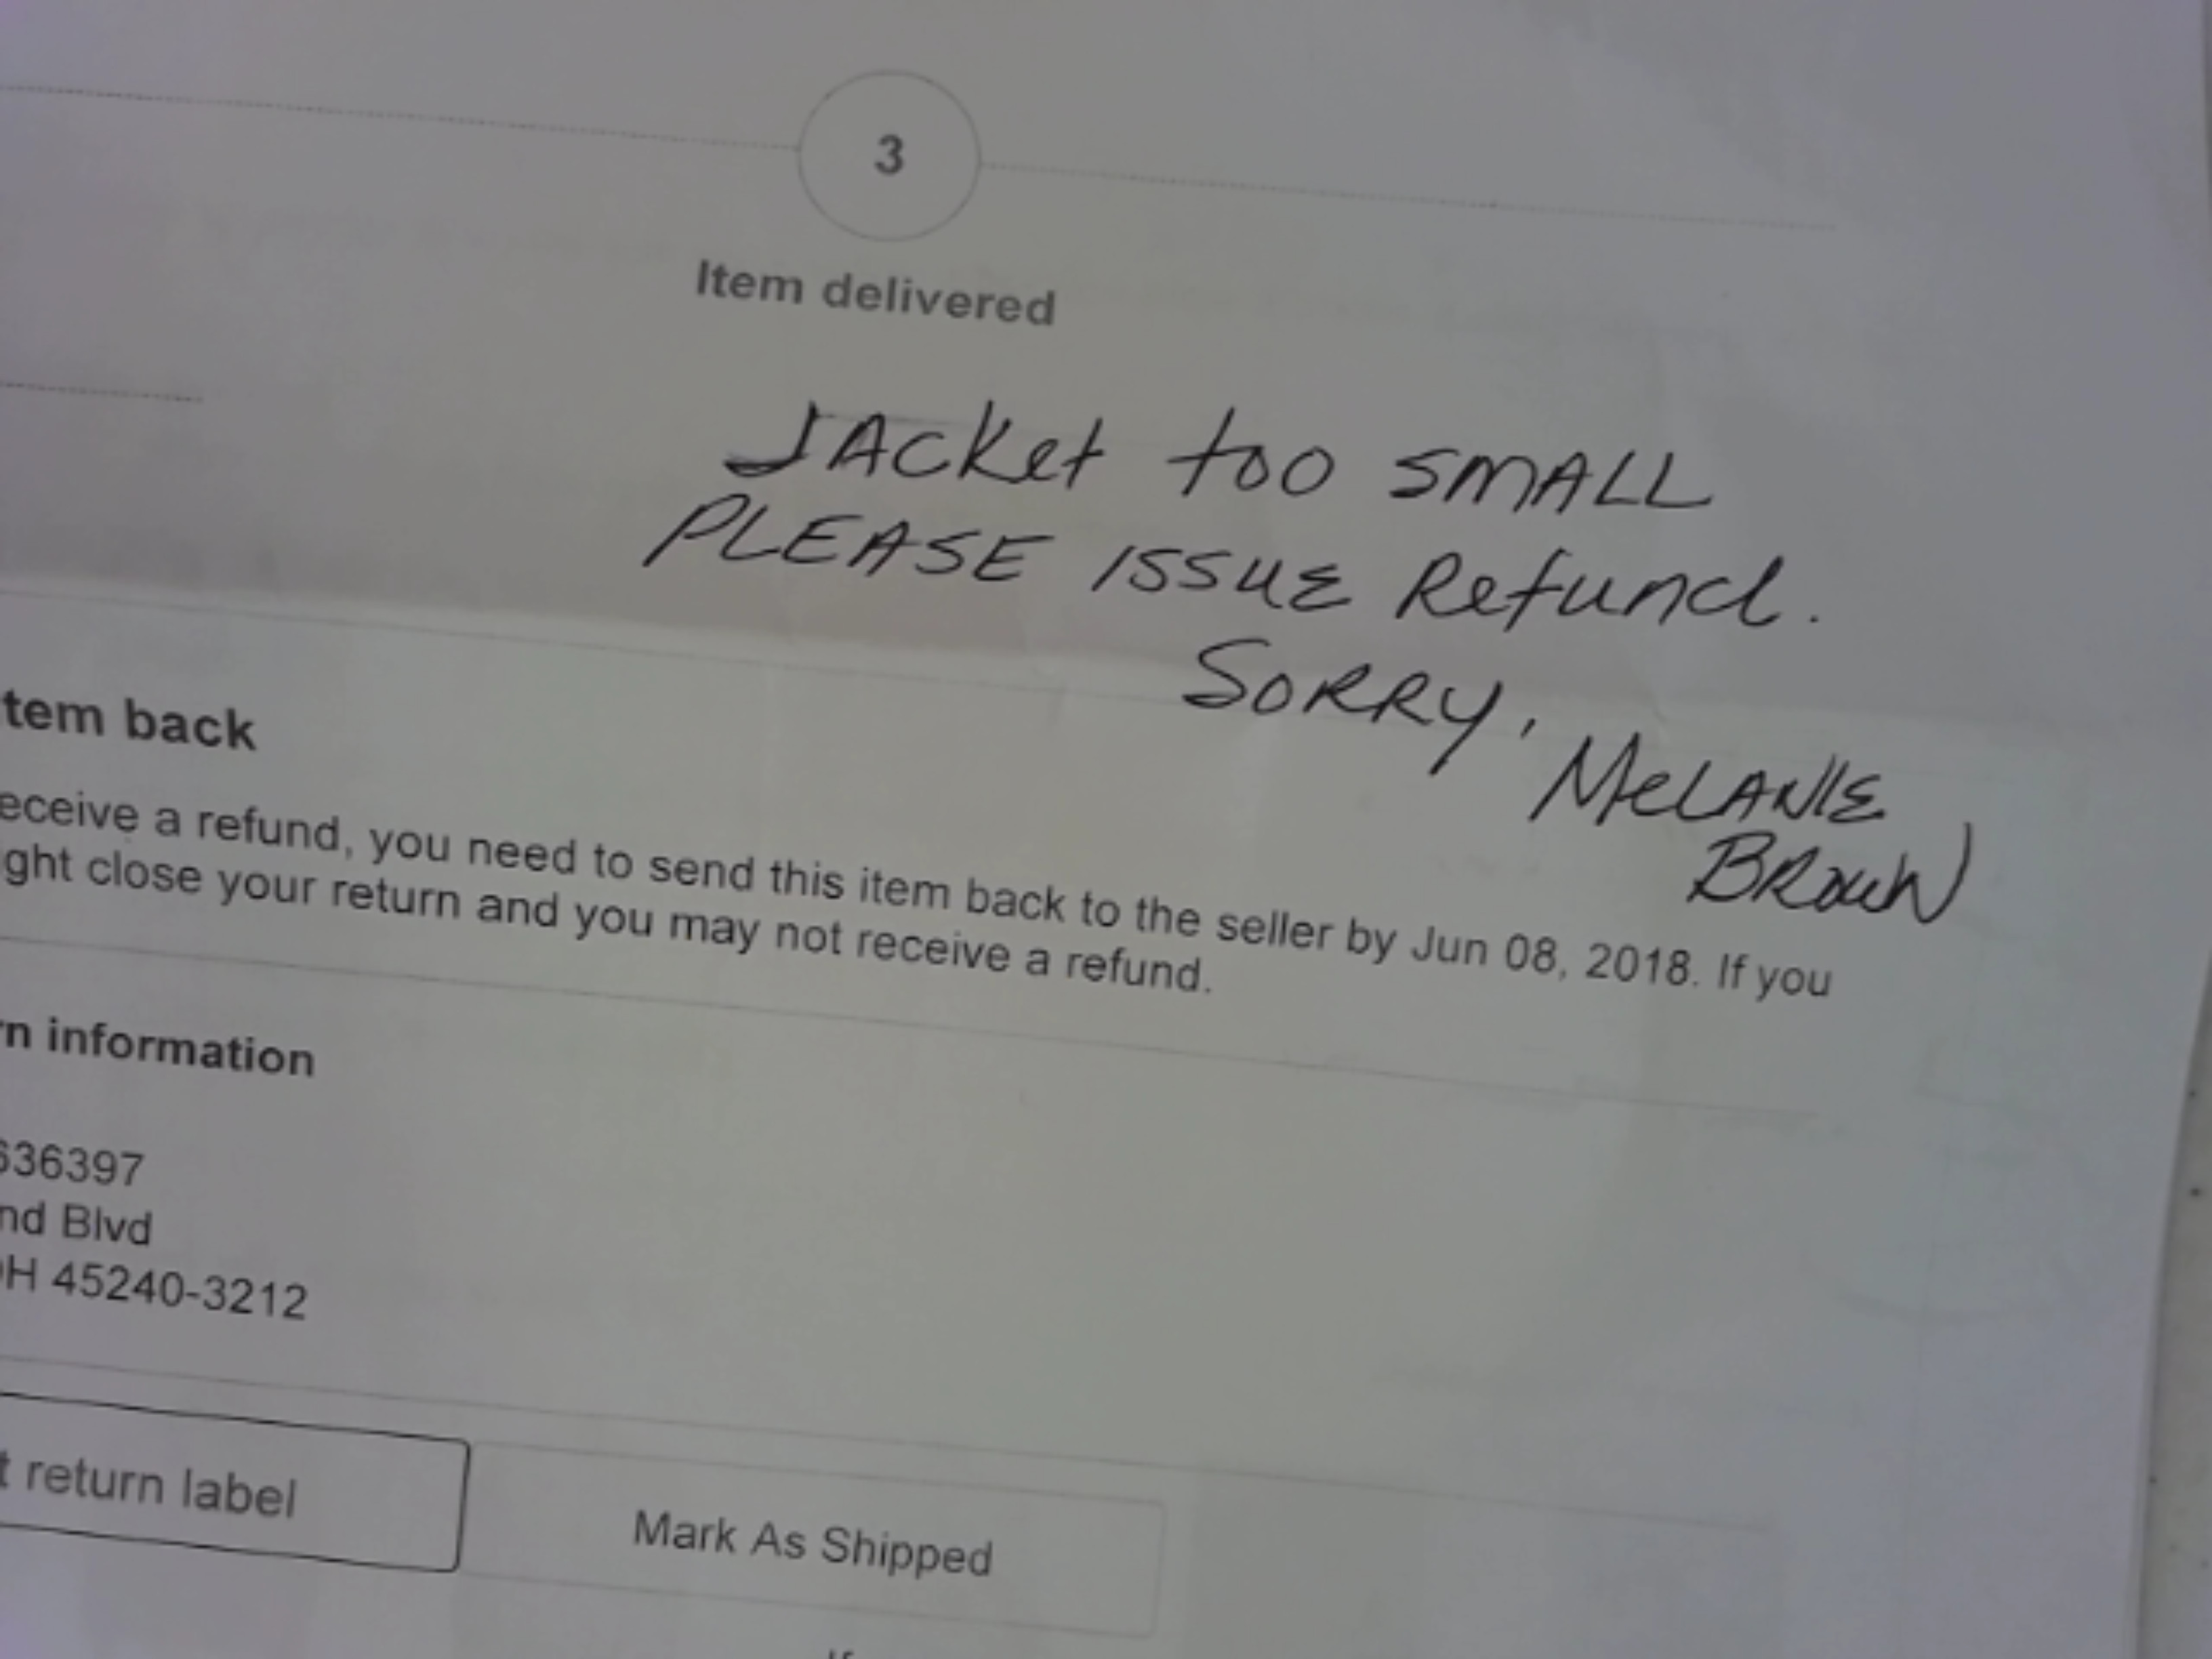 3
Item delivered
JACket too SMALL
PLEASE ISSUE Refund.
SORRY,
MeLANIE
BROWN
tem back
eceive a refund, you need to send this item back to the seller by Jun 08, 2018. If you
ght close your return and you may not receive a refund.
rn information
636397
nd Blvd
OH 45240-3212
t return label
Mark As Shipped